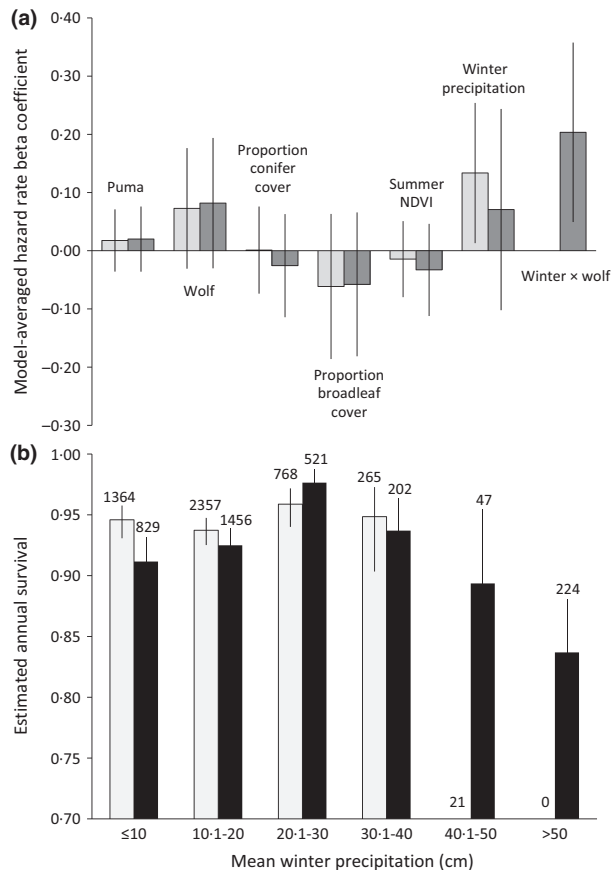 (a)
0·40
0·30
0·20
0·10
0·00
–0·10
–0·20
–0·30
Model-averaged hazard rate beta coefficient
Puma
Wolf
Proportion
conifer
cover
Proportion
broadleaf
cover
Summer
NDVI
Winter
precipitation
Winter × wolf
(b)
1·00
0·95
0·90
0·85
0·80
0·75
0·70
Estimated annual survival
1364
829
2357
1456
768
521
265
202
21
47
0
224
≤10
10·1-20
20·1-30
30·1-40
40·1-50
>50
Mean winter precipitation (cm)